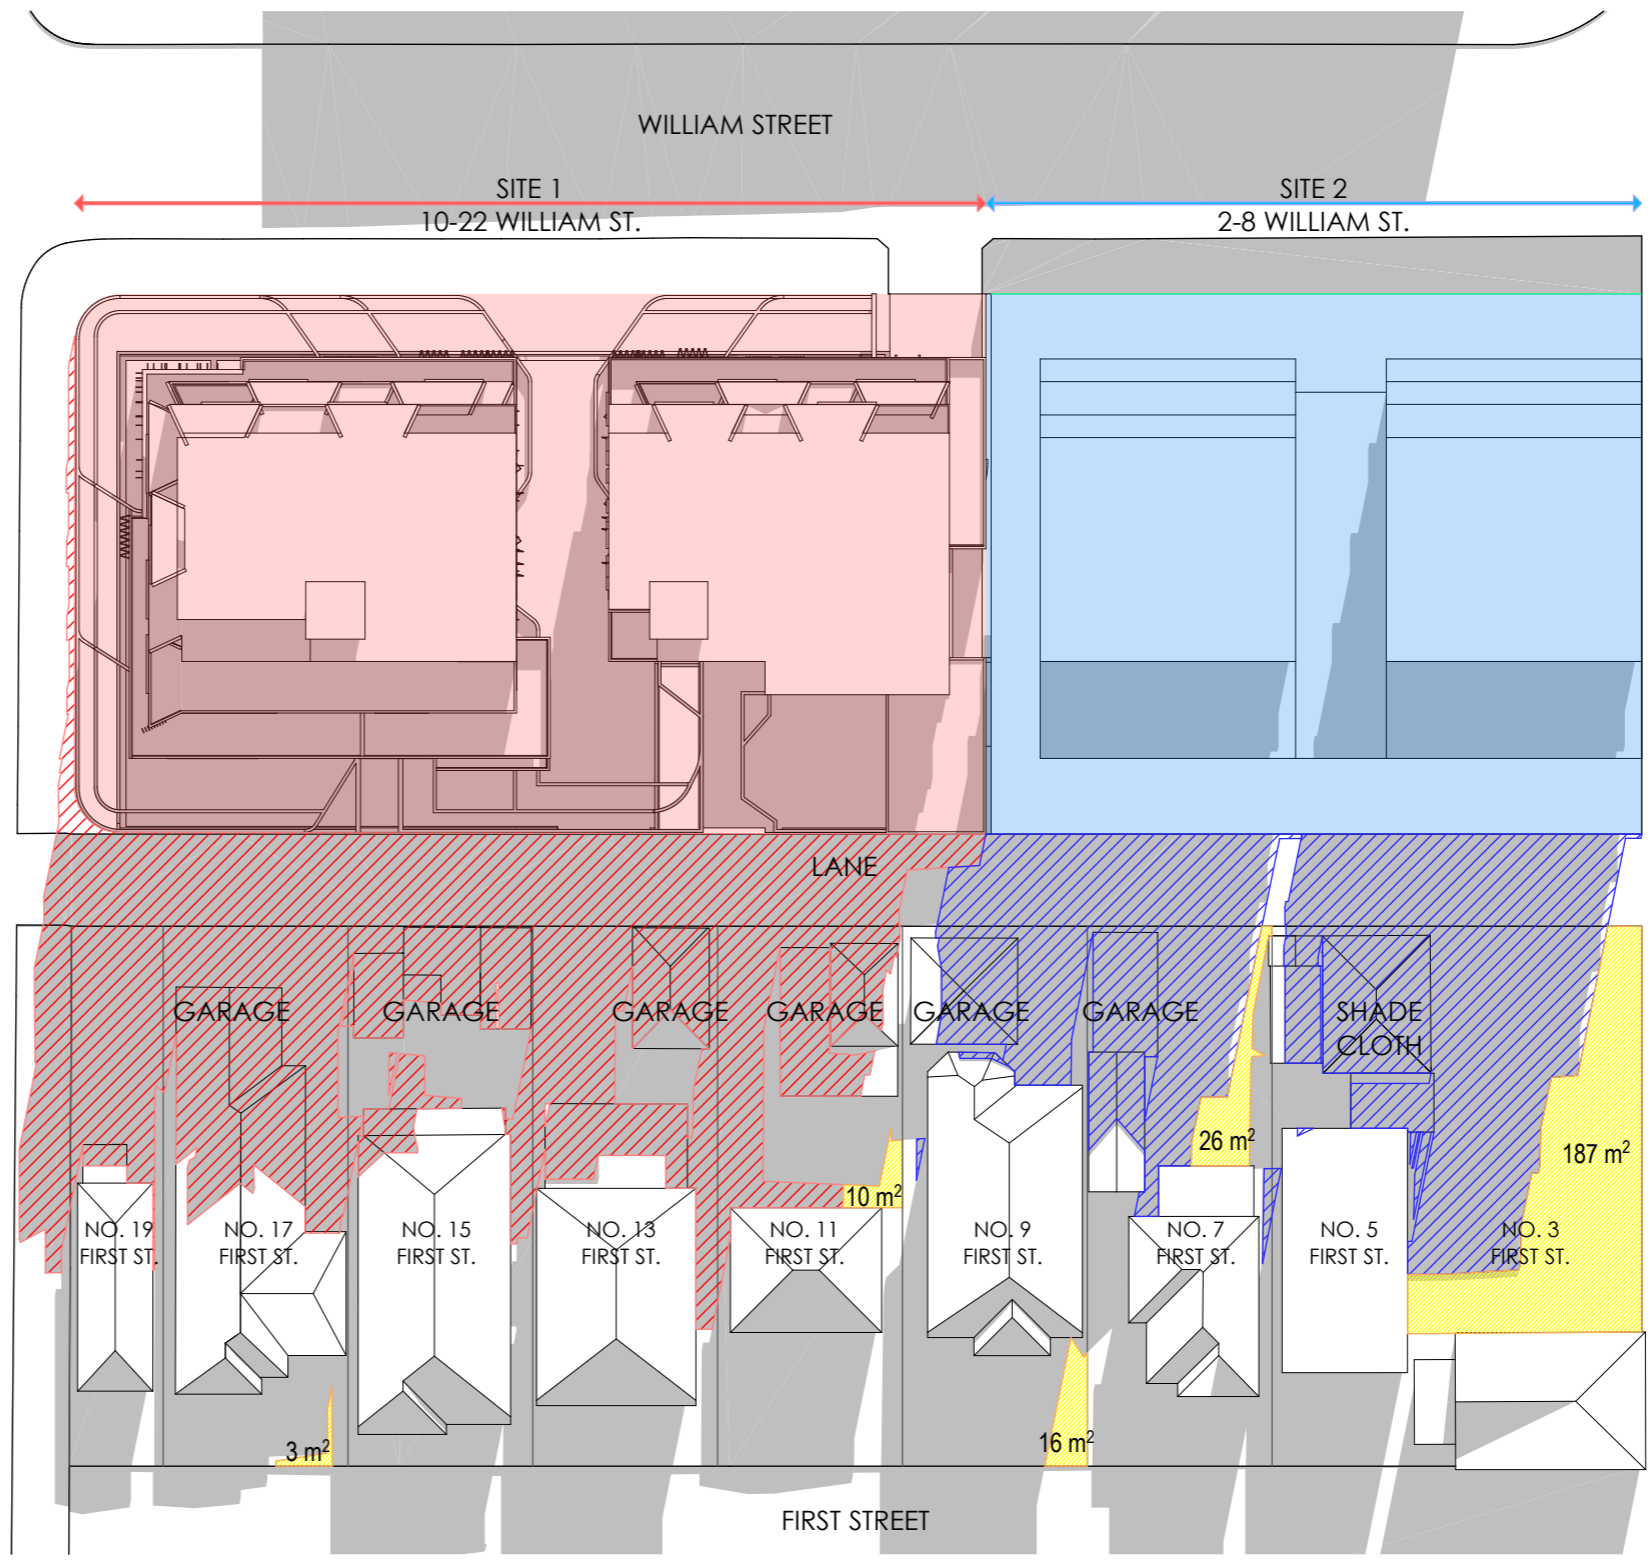 WILLIAM STREET
SITE 1
10-22 WILLIAM ST.
SITE 2
2-8 WILLIAM ST.
LANE
GARAGE
GARAGE
GARAGE
GARAGE
GARAGE
GARAGE
SHADE
CLOTH
26 m²
187 m²
10 m²
NO. 19
FIRST ST.
NO. 17
FIRST ST.
NO. 15
FIRST ST.
NO. 13
FIRST ST.
NO. 11
FIRST ST.
NO. 9
FIRST ST.
NO. 7
FIRST ST.
NO. 5
FIRST ST.
NO. 3
FIRST ST.
3 m²
16 m²
FIRST STREET